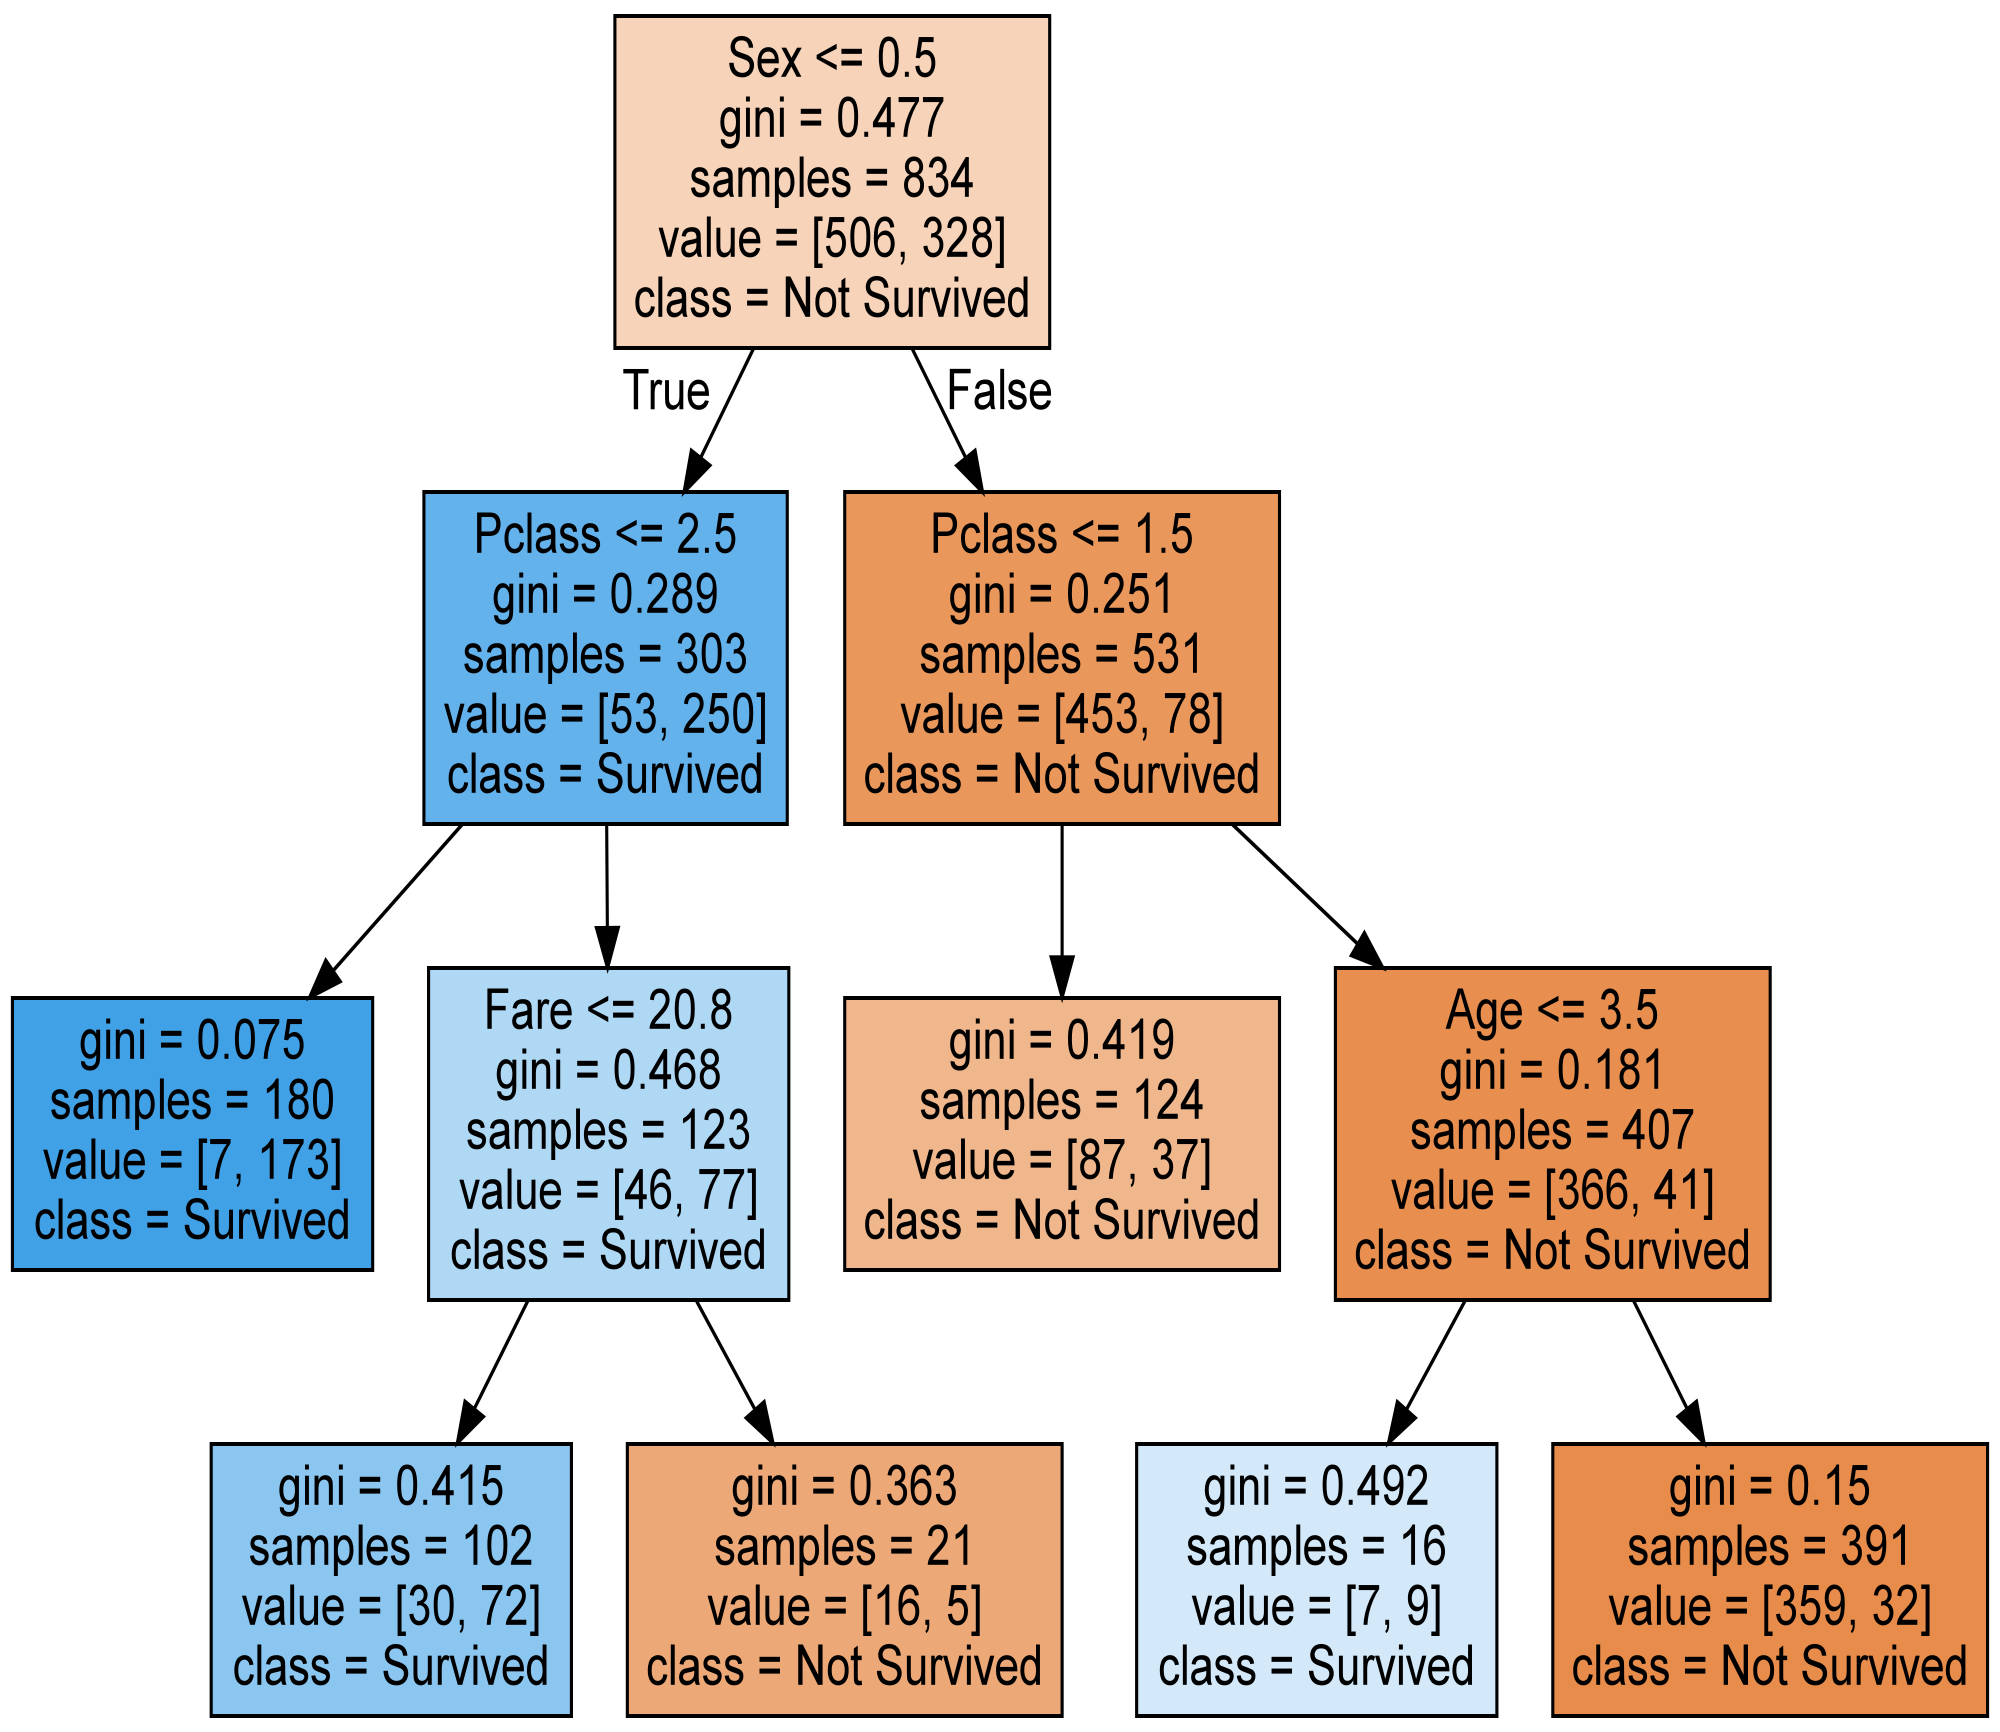 Sex <= 0.5
gini = 0.477
samples = 834
value = [506, 328]
class = Not Survived
True
False
Pclass <= 2.5
gini = 0.289
samples = 303
value = [53, 250]
class = Survived
Pclass <= 1.5
gini = 0.251
samples = 531
value = [453, 78]
class = Not Survived
gini = 0.075
samples = 180
value = [7, 173]
class = Survived
Fare <= 20.8
gini = 0.468
samples = 123
value = [46, 77]
class = Survived
gini = 0.419
samples = 124
value = [87, 37]
class = Not Survived
Age <= 3.5
gini = 0.181
samples = 407
value = [366, 41]
class = Not Survived
gini = 0.415
samples = 102
value = [30, 72]
class = Survived
gini = 0.363
samples = 21
value = [16, 5]
class = Not Survived
gini = 0.492
samples = 16
value = [7, 9]
class = Survived
gini = 0.15
samples = 391
value = [359, 32]
class = Not Survived